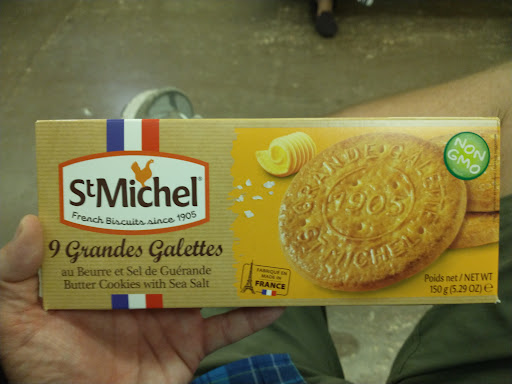 St Michel®
French Biscuits since 1905
9 Grandes Galettes
au Beurre et Sel de Guérande
Butter Cookies with Sea Salt
GRANDE GALETTE
1905
ST MICHEL
NON
GMO
FABRIQUÉ EN
MADE IN
FRANCE
Poids net / NET WT
150 g (5.29 OZ) e